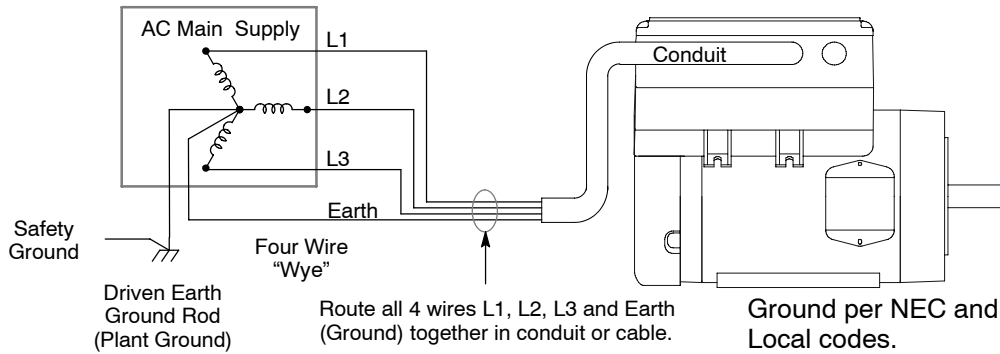 AC Main Supply
L1
Conduit
L2
L3
Earth
Safety
Ground
Four Wire
“Wye”
Driven Earth
Ground Rod
(Plant Ground)
Route all 4 wires L1, L2, L3 and Earth
(Ground) together in conduit or cable.
Ground per NEC and
Local codes.